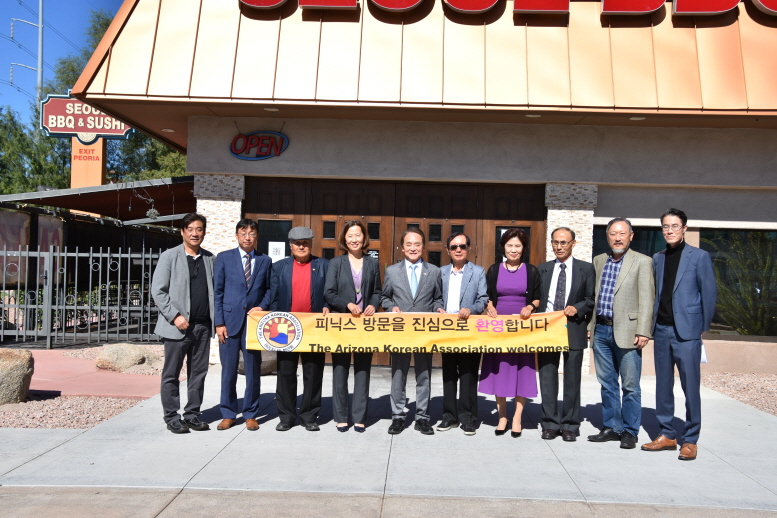 SEOUL
BBQ & SUSHI
EXIT
PEORIA
OPEN
피닉스 방문을 진심으로 환영합니다
The Arizona Korean Association welcomes